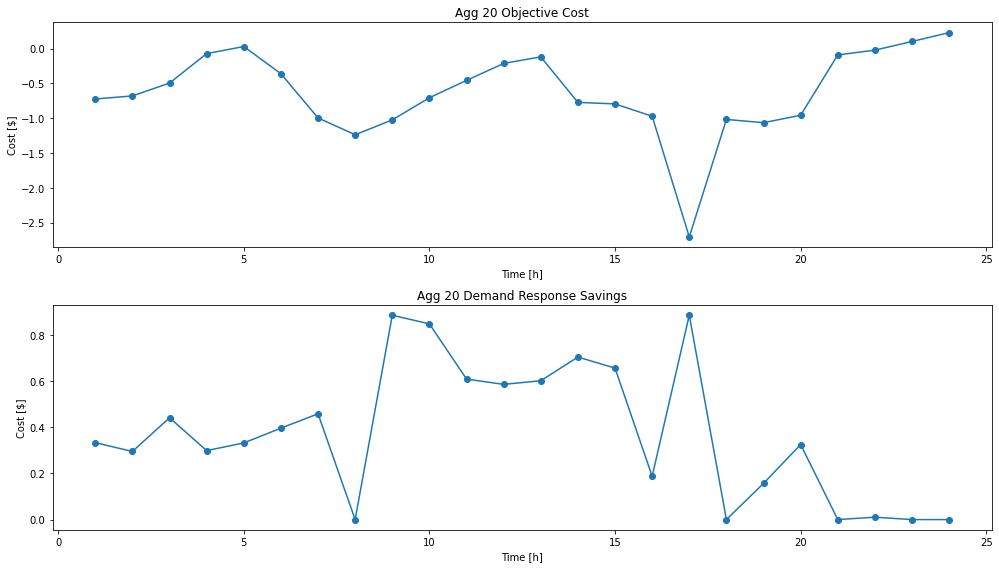 Agg 20 Objective Cost
Cost [$]
0.0
−0.5
−1.0
−1.5
−2.0
−2.5
0 5 10 15 20 25
Time [h]
Agg 20 Demand Response Savings
Cost [$]
0.8
0.6
0.4
0.2
0.0
0 5 10 15 20 25
Time [h]